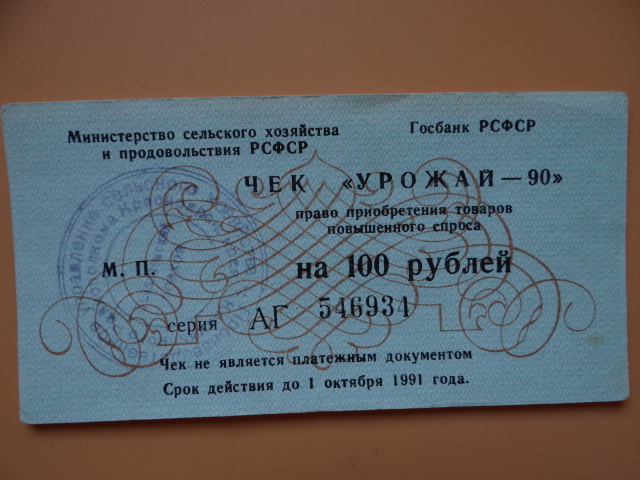 Министерство сельского хозяйства
и продовольствия РСФСР
Госбанк РСФСР
ЧЕК «УРОЖАЙ—90»
право приобретения товаров
повышенного спроса
М. П.
на 100 рублей
серия АГ 546934
Чек не является платежным документом
Срок действия до 1 октября 1991 года.